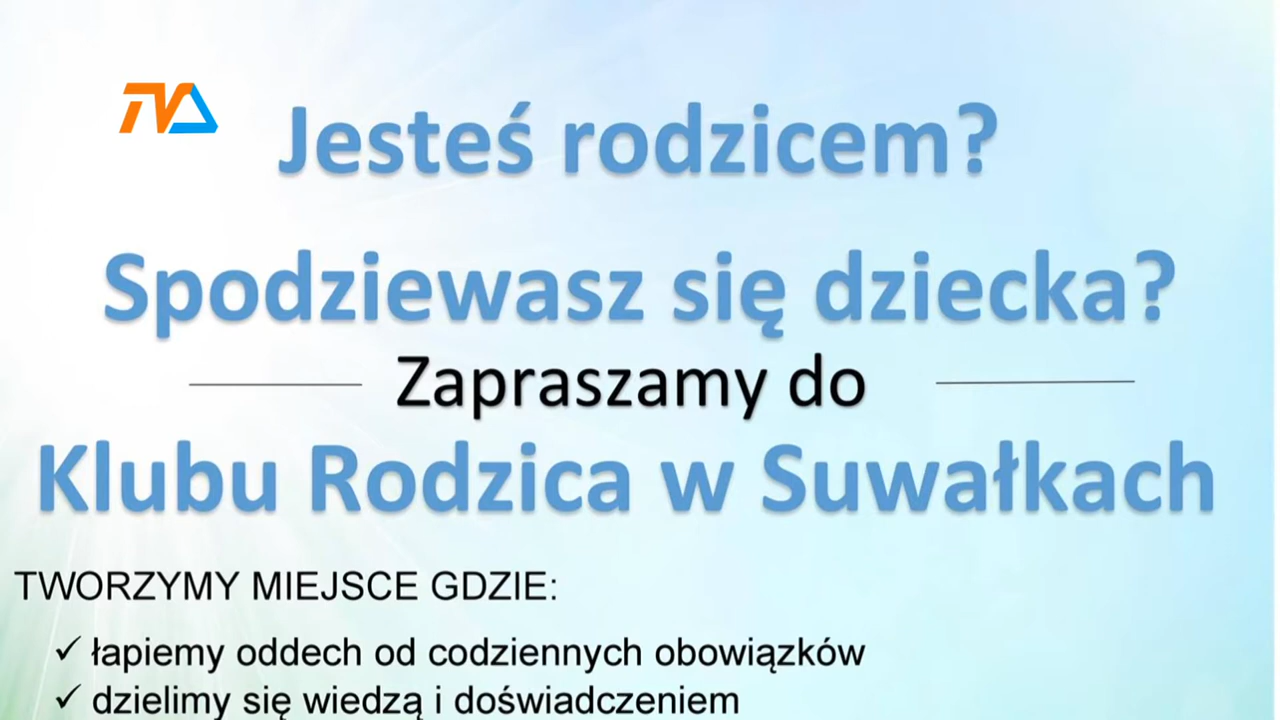 TVA
Jesteś rodzicem?
Spodziewasz się dziecka?
Zapraszamy do
Klubu Rodzica w Suwałkach
TWORZYMY MIEJSCE GDZIE:
✓ łapiemy oddech od codziennych obowiązków
✓ dzielimy się wiedzą i doświadczeniem